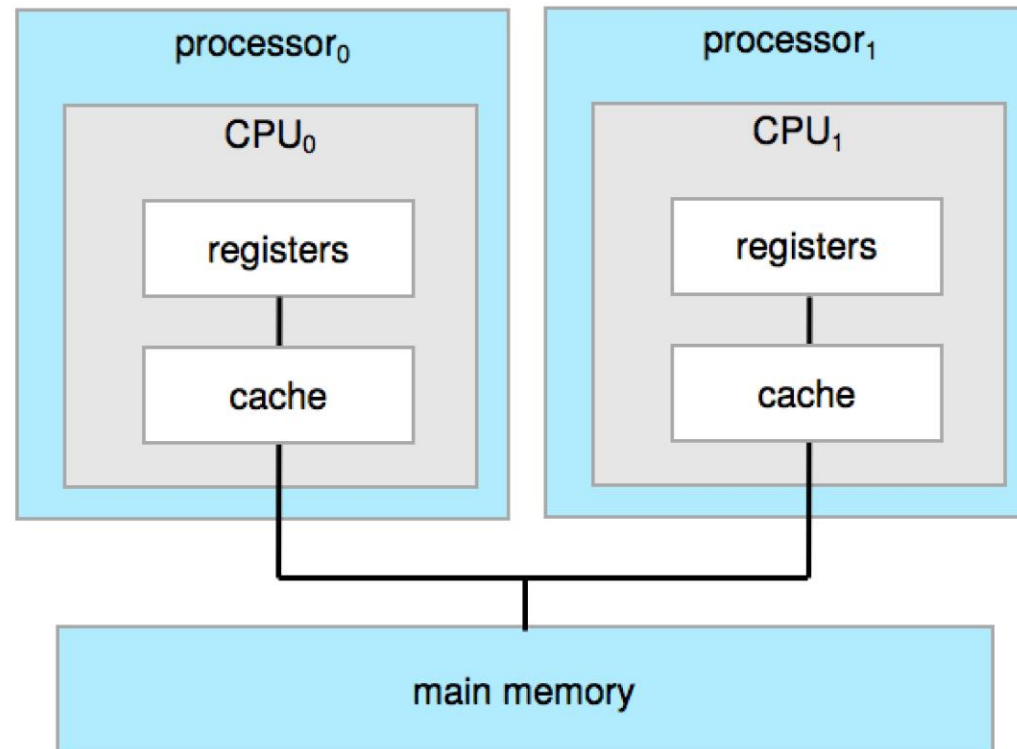 processor₀
processor₁
CPU₀
CPU₁
registers
registers
cache
cache
main memory